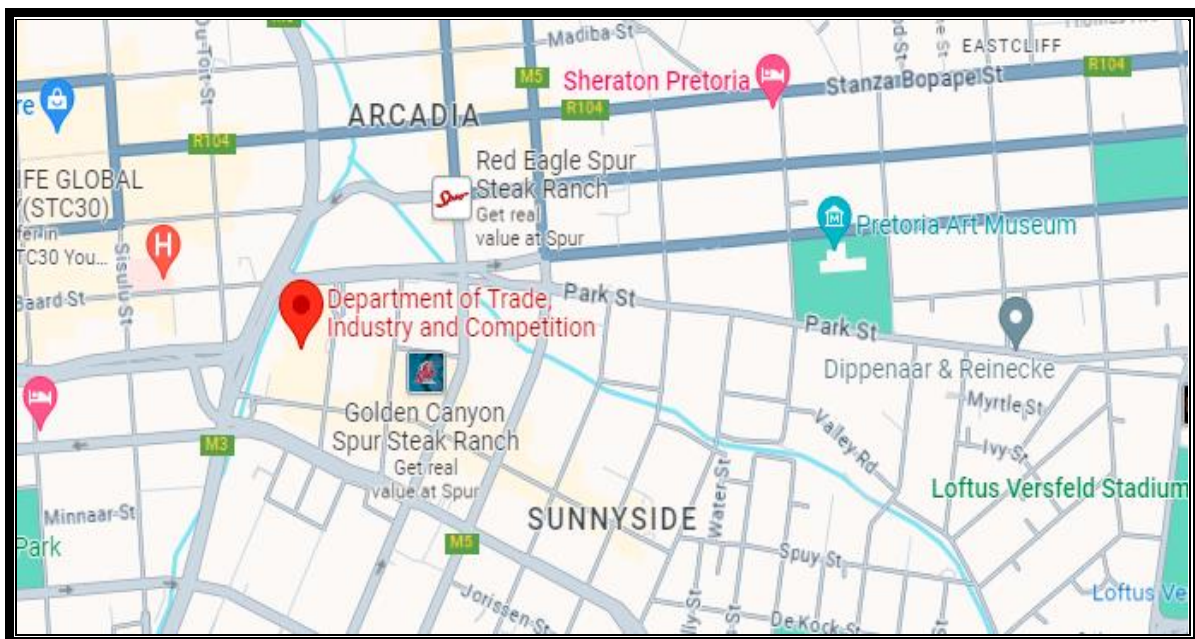 Madiba St
EASTCLIFF
Du Toit St
M5
Sheraton Pretoria
R104
Stanza Bopape St
R104
ARCADIA
R104
Red Eagle Spur
Steak Ranch
Get real
value at Spur
IFE GLOBAL
(STC30)
fer in
TC30 You...
H
Sisulu St
M
Pretoria Art Museum
Baard St
Department of Trade,
Industry and Competition
Park St
Park St
Dippenaar & Reinecke
Myrtle St
Golden Canyon
Spur Steak Ranch
Get real
value at Spur
Valley Rd
Ivy St
M3
Loftus Versfeld Stadium
Minnaar St
Park
SUNNYSIDE
Water St
M5
Spuy St
Jorissen St
De Kock St
Loftus Ve